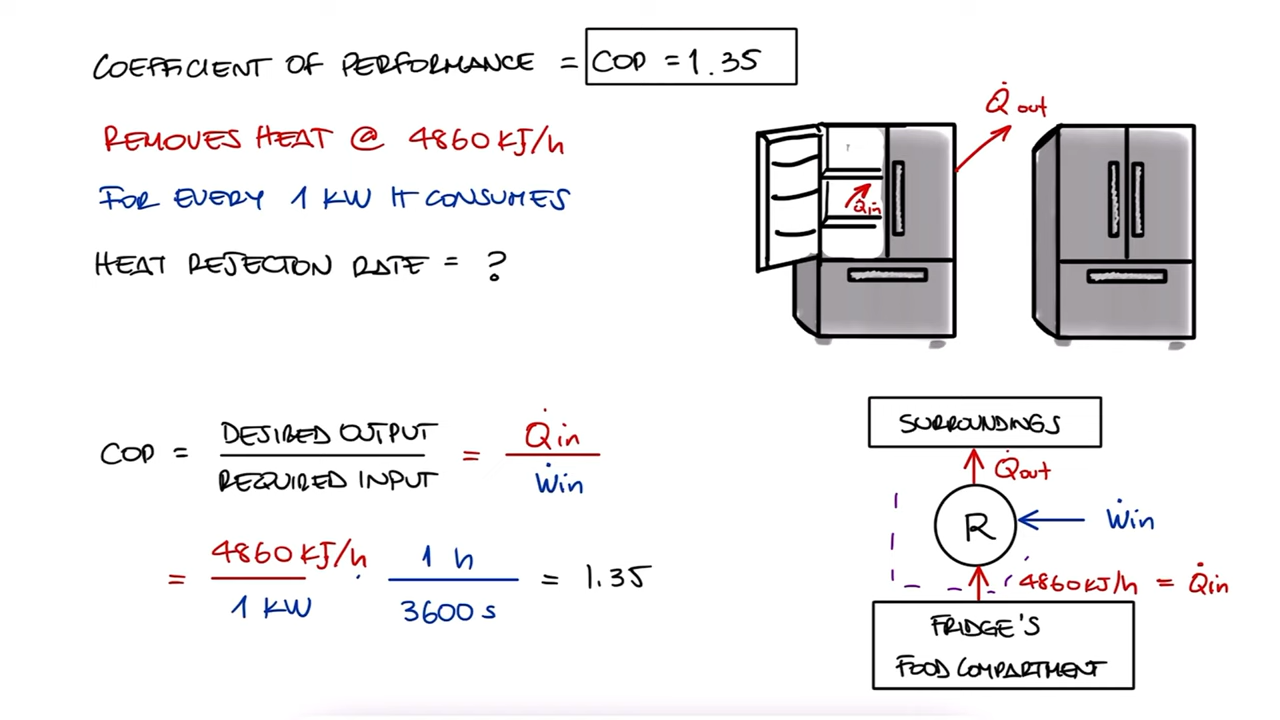 COEFFICIENT OF PERFORMANCE = COP = 1.35
REMOVES HEAT @ 4860 KJ/h
FOR EVERY 1 KW IT CONSUMES
HEAT REJECTION RATE = ?
Q̇out
Q̇in
COP = DESIRED OUTPUT / REQUIRED INPUT = Q̇in / Ẇin
= 4860 KJ/h / 1 KW · 1 h / 3600 s = 1.35
SURROUNDINGS
Q̇out
R
Ẇin
4860 KJ/h = Q̇in
FRIDGE'S
FOOD COMPARTMENT